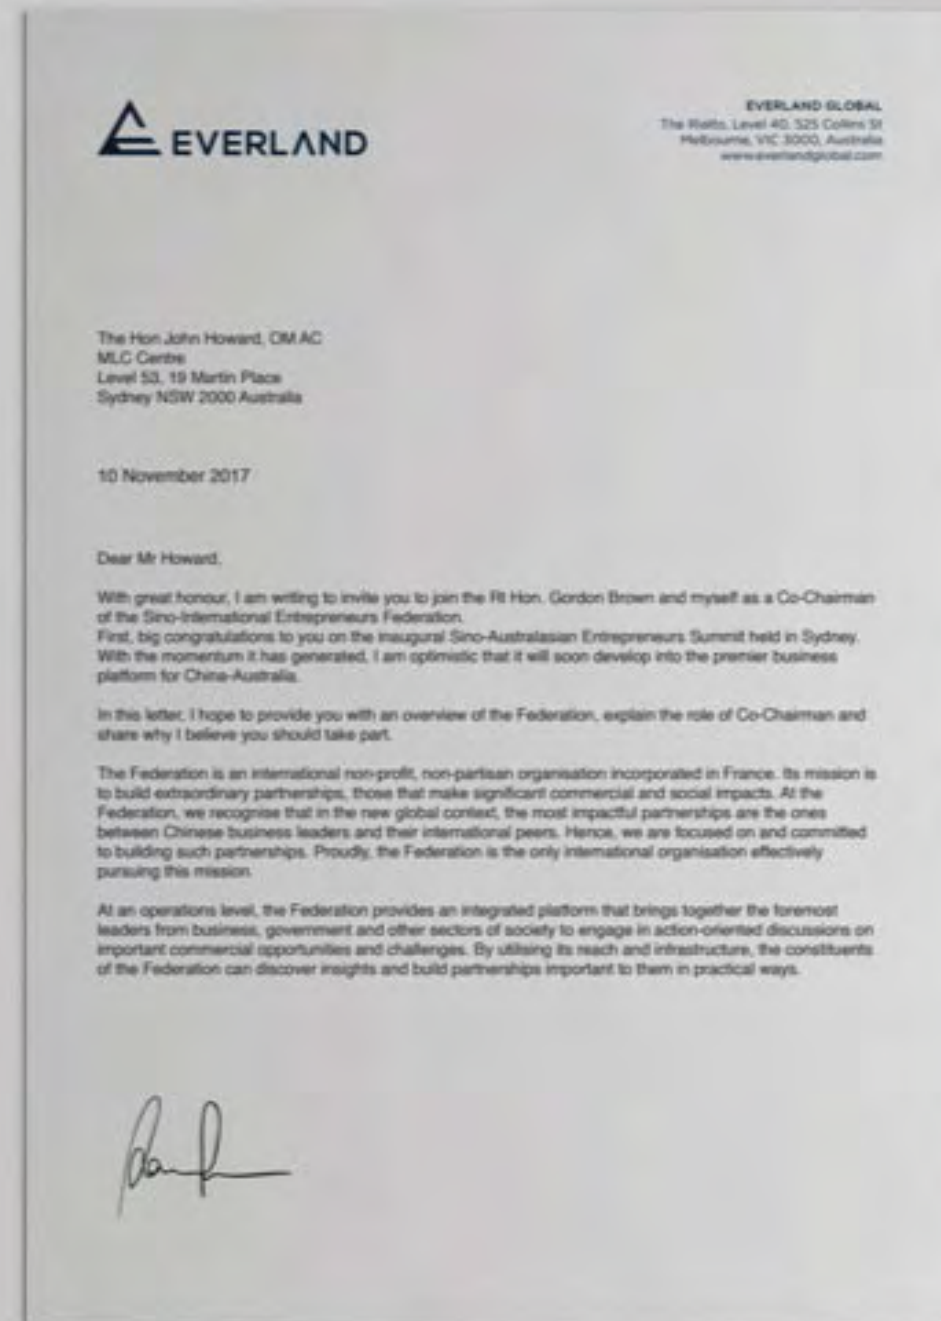 EVERLAND
EVERLAND GLOBAL
The Rialto, Level 40, 525 Collins St
Melbourne, VIC 3000, Australia
www.everlandglobal.com
The Hon John Howard, OM AC
MLC Centre
Level 53, 19 Martin Place
Sydney NSW 2000 Australia
10 November 2017
Dear Mr Howard,
With great honour, I am writing to invite you to join the Rt Hon. Gordon Brown and myself as a Co-Chairman
of the Sino-International Entrepreneurs Federation.
First, big congratulations to you on the inaugural Sino-Australasian Entrepreneurs Summit held in Sydney.
With the momentum it has generated, I am optimistic that it will soon develop into the premier business
platform for China-Australia.
In this letter, I hope to provide you with an overview of the Federation, explain the role of Co-Chairman and
share why I believe you should take part.
The Federation is an international non-profit, non-partisan organisation incorporated in France. Its mission is
to build extraordinary partnerships, those that make significant commercial and social impacts. At the
Federation, we recognise that in the new global context, the most impactful partnerships are the ones
between Chinese business leaders and their international peers. Hence, we are focused on and committed
to building such partnerships. Proudly, the Federation is the only international organisation effectively
pursuing this mission.
At an operations level, the Federation provides an integrated platform that brings together the foremost
leaders from business, government and other sectors of society to engage in action-oriented discussions on
important commercial opportunities and challenges. By utilising its reach and infrastructure, the constituents
of the Federation can discover insights and build partnerships important to them in practical ways.